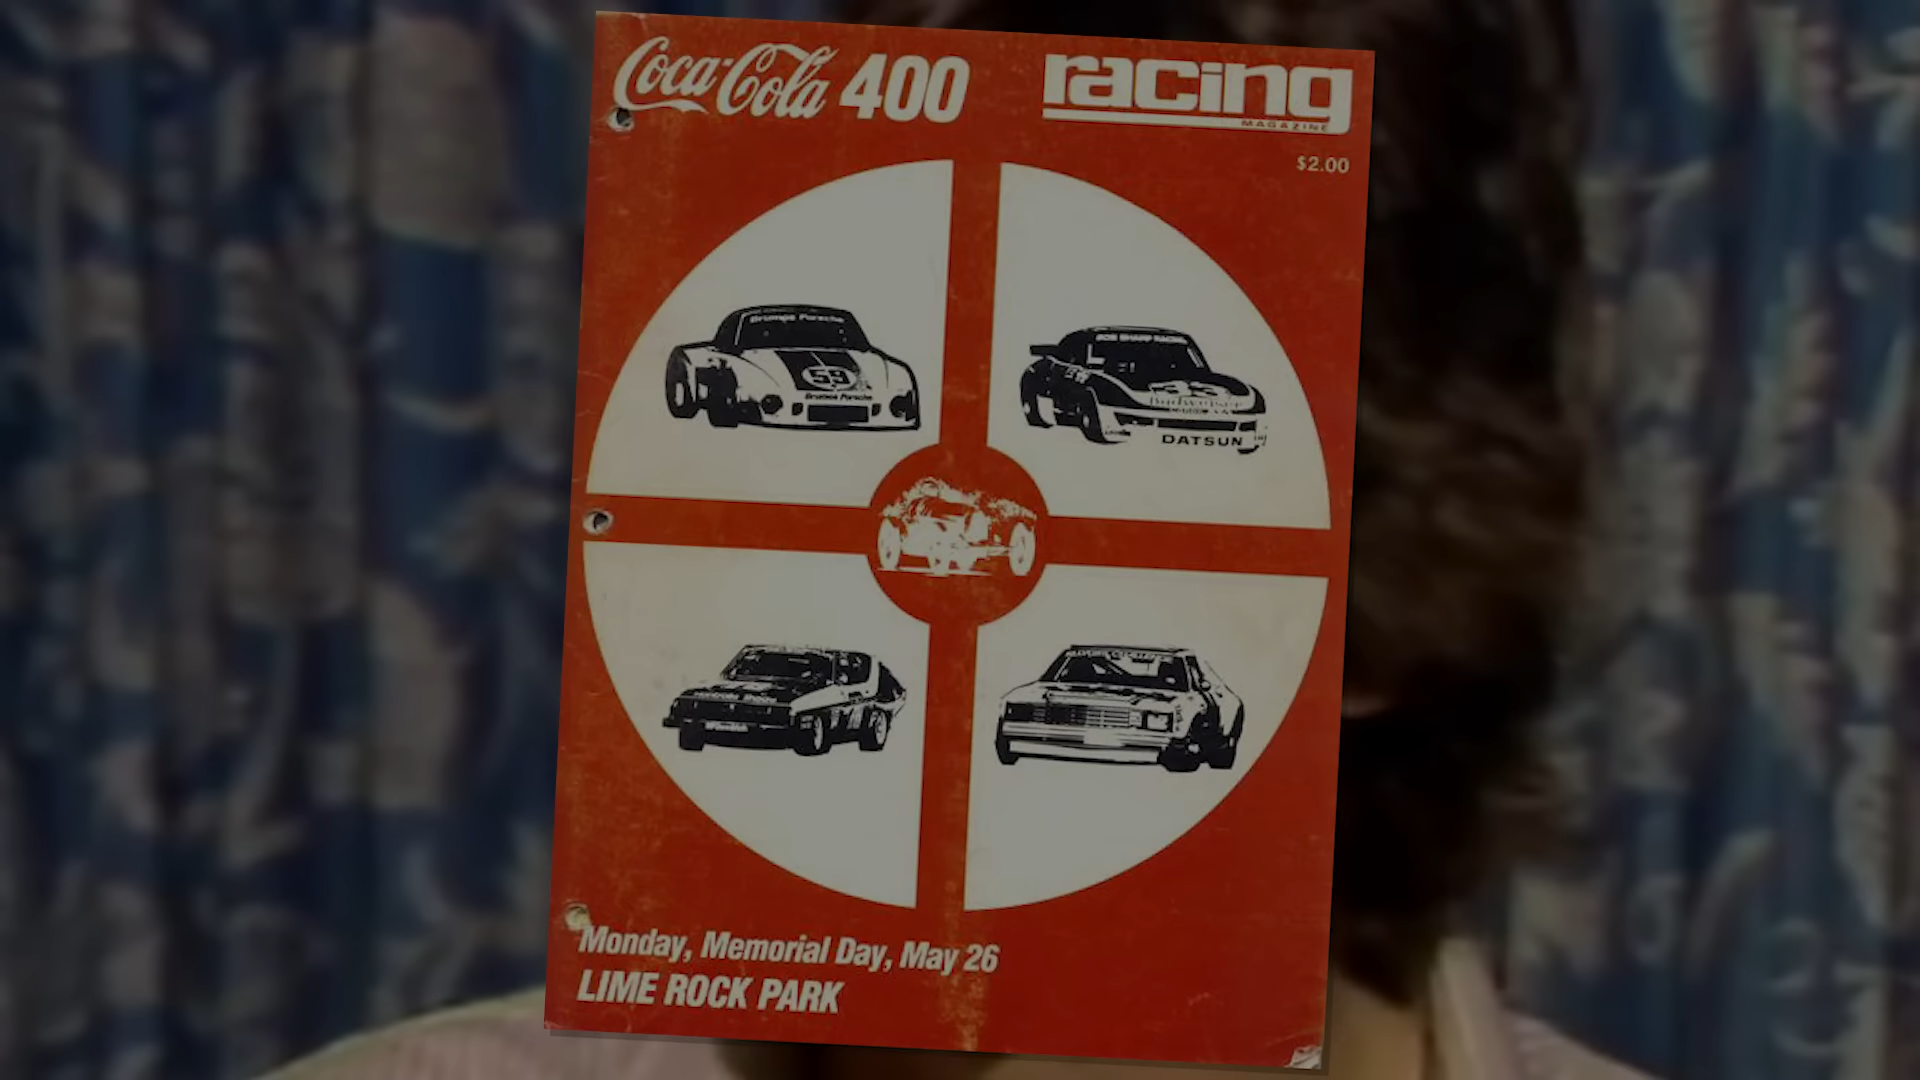 Coca-Cola 400
racing
MAGAZINE
$2.00
Brumos Porsche
59
Brumos Porsche
BOB SHARP RACING
33
Budweiser
DATSUN
Monday, Memorial Day, May 26
LIME ROCK PARK